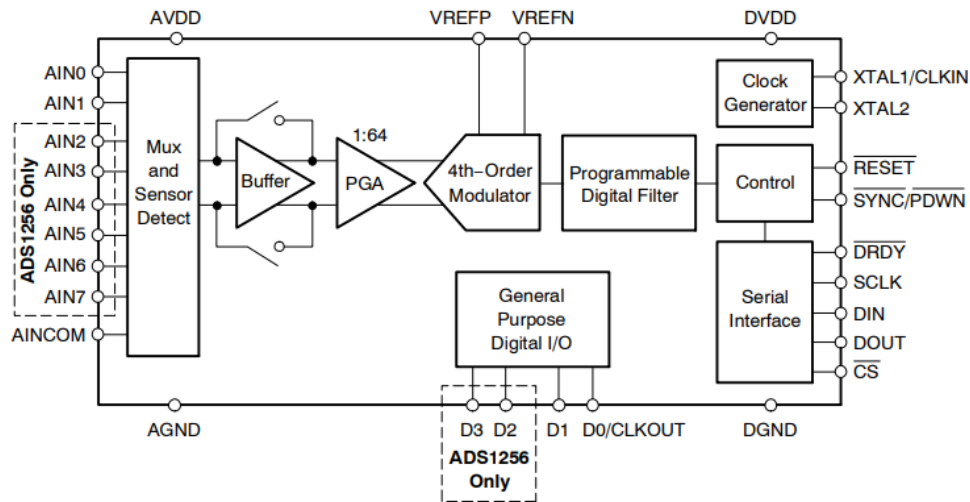 AVDD
VREFP
VREFN
DVDD
AIN0
AIN1
AIN2
AIN3
AIN4
AIN5
AIN6
AIN7
AINCOM
ADS1256 Only
Mux
and
Sensor
Detect
Buffer
1:64
PGA
4th−Order
Modulator
Programmable
Digital Filter
Clock
Generator
Control
Serial
Interface
General
Purpose
Digital I/O
XTAL1/CLKIN
XTAL2
RESET
SYNC/PDWN
DRDY
SCLK
DIN
DOUT
CS
AGND
D3
D2
D1
D0/CLKOUT
DGND
ADS1256
Only